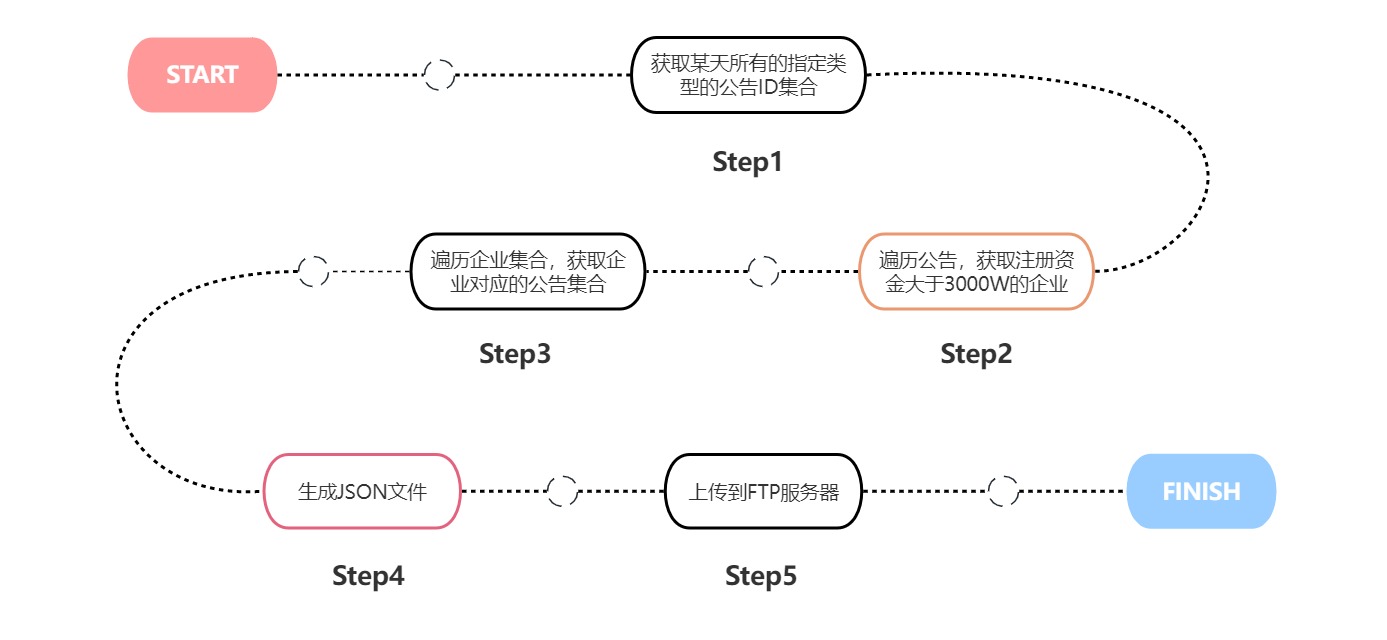 START
获取某天所有的指定类
型的公告ID集合
Step1
遍历公告，获取注册资
金大于3000W的企业
Step2
遍历企业集合，获取企
业对应的公告集合
Step3
生成JSON文件
Step4
上传到FTP服务器
Step5
FINISH